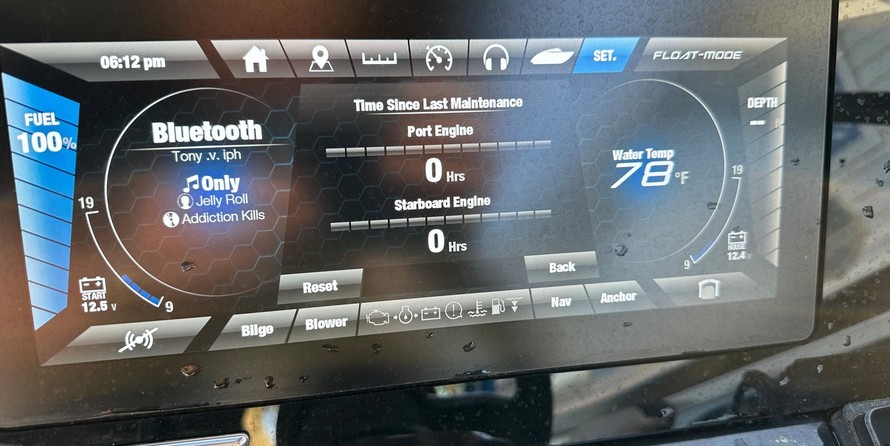 06:12 pm
SET.
FLOAT-MODE
FUEL
100%
Bluetooth
Tony .v. iph
Only
Jelly Roll
Addiction Kills
19
9
START
12.5 V
Time Since Last Maintenance
Port Engine
0 Hrs
Starboard Engine
0 Hrs
Reset
Back
Water Temp
78°F
DEPTH
19
9
HOUSE
12.4
Bilge
Blower
Nav
Anchor